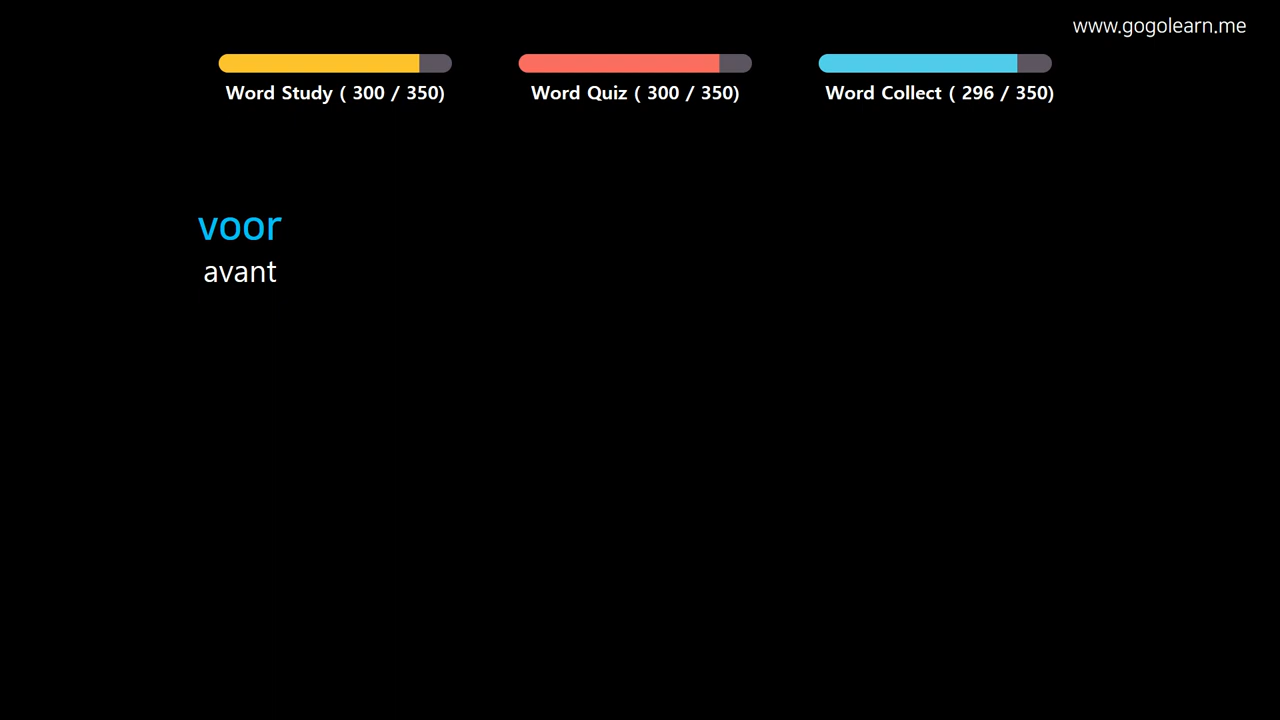 www.gogolearn.me
Word Study ( 300 / 350)
Word Quiz ( 300 / 350)
Word Collect ( 296 / 350)
voor
avant